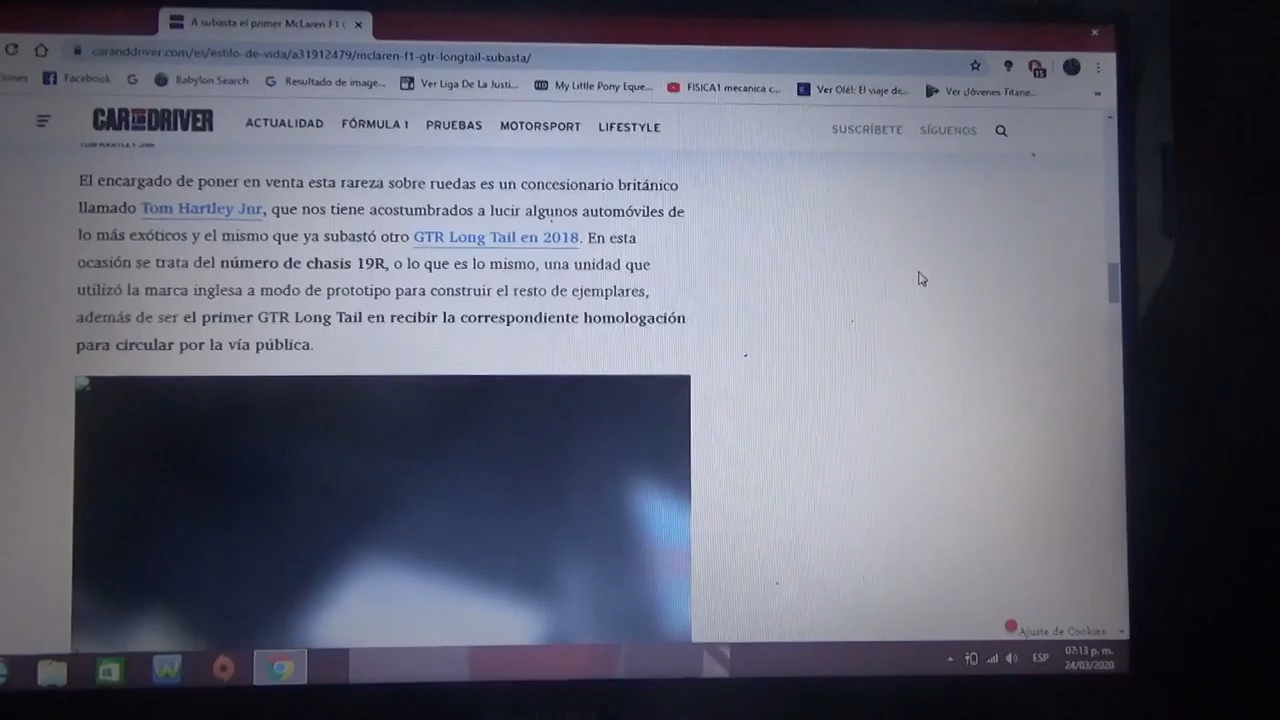 A subasta el primer McLaren F1
caranddriver.com/es/estilo-de-vida/a31912479/mclaren-f1-gtr-longtail-subasta/
Facebook G Babylon Search Resultado de image... Ver Liga De La Justi... My Little Pony Eque... FISICA1 mecanica c... Ver Olé!: El viaje de... Ver ¡Jóvenes Titane...
CAR AND DRIVER ACTUALIDAD FÓRMULA 1 PRUEBAS MOTORSPORT LIFESTYLE SUSCRÍBETE SÍGUENOS
El encargado de poner en venta esta rareza sobre ruedas es un concesionario británico
llamado Tom Hartley Jnr, que nos tiene acostumbrados a lucir algunos automóviles de
lo más exóticos y el mismo que ya subastó otro GTR Long Tail en 2018. En esta
ocasión se trata del número de chasis 19R, o lo que es lo mismo, una unidad que
utilizó la marca inglesa a modo de prototipo para construir el resto de ejemplares,
además de ser el primer GTR Long Tail en recibir la correspondiente homologación
para circular por la vía pública.
Ajuste de Cookies
ESP
07:13 p. m.
24/03/2020